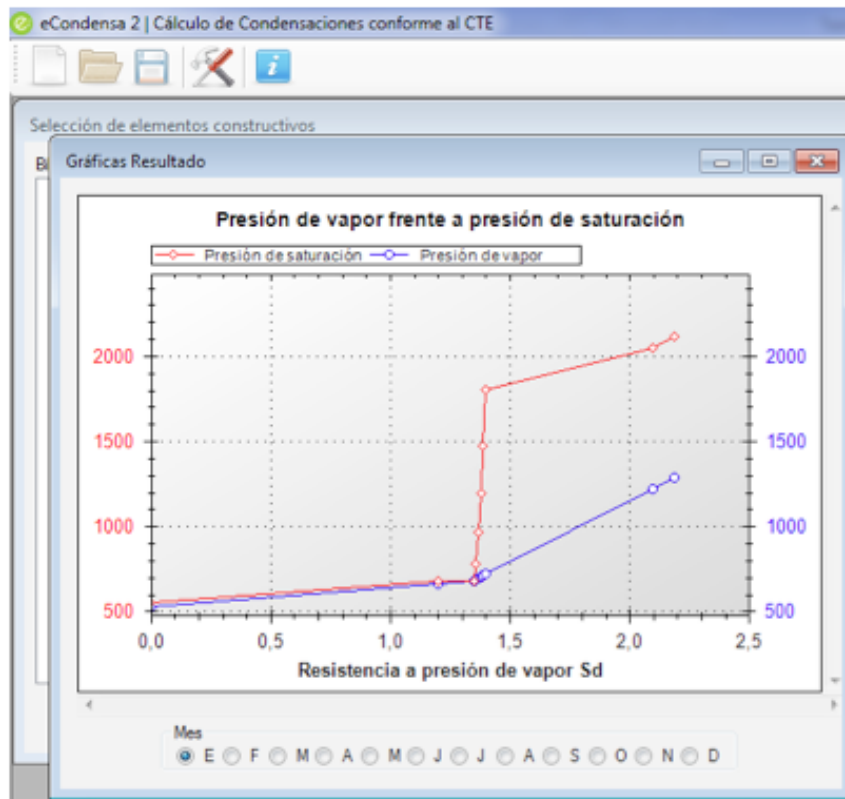 eCondensa 2 | Cálculo de Condensaciones conforme al CTE
Selección de elementos constructivos
Gráficas Resultado
Presión de vapor frente a presión de saturación
Presión de saturación Presión de vapor
2000 2000
1500 1500
1000 1000
500 500
0,0 0,5 1,0 1,5 2,0 2,5
Resistencia a presión de vapor Sd
Mes
E F M A M J J A S O N D